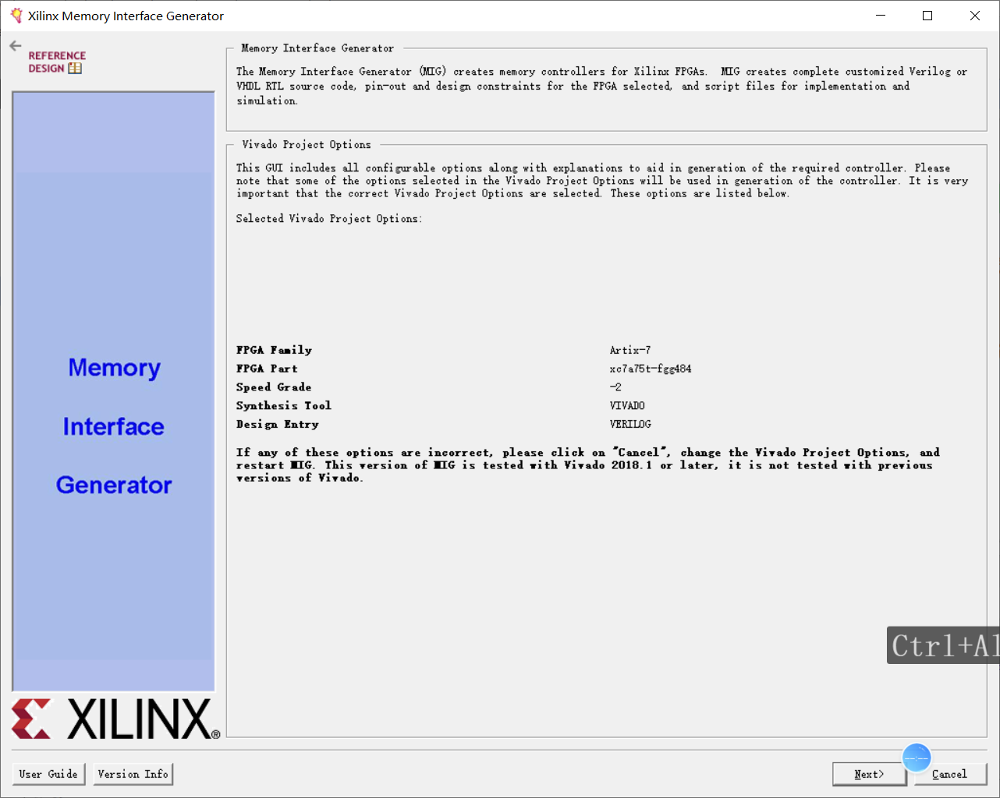 Xilinx Memory Interface Generator
REFERENCE
DESIGN
Memory Interface Generator
The Memory Interface Generator (MIG) creates memory controllers for Xilinx FPGAs.  MIG creates complete customized Verilog or
VHDL RTL source code, pin-out and design constraints for the FPGA selected, and script files for implementation and
simulation.
Vivado Project Options
This GUI includes all configurable options along with explanations to aid in generation of the required controller. Please
note that some of the options selected in the Vivado Project Options will be used in generation of the controller. It is very
important that the correct Vivado Project Options are selected. These options are listed below.
Selected Vivado Project Options:
FPGA Family Artix-7
FPGA Part xc7a75t-fgg484
Speed Grade -2
Synthesis Tool VIVADO
Design Entry VERILOG
If any of these options are incorrect, please click on "Cancel", change the Vivado Project Options, and
restart MIG. This version of MIG is tested with Vivado 2018.1 or later, it is not tested with previous
versions of Vivado.
Memory
Interface
Generator
XILINX®
Ctrl+Al
--:--
User Guide Version Info Next> Cancel